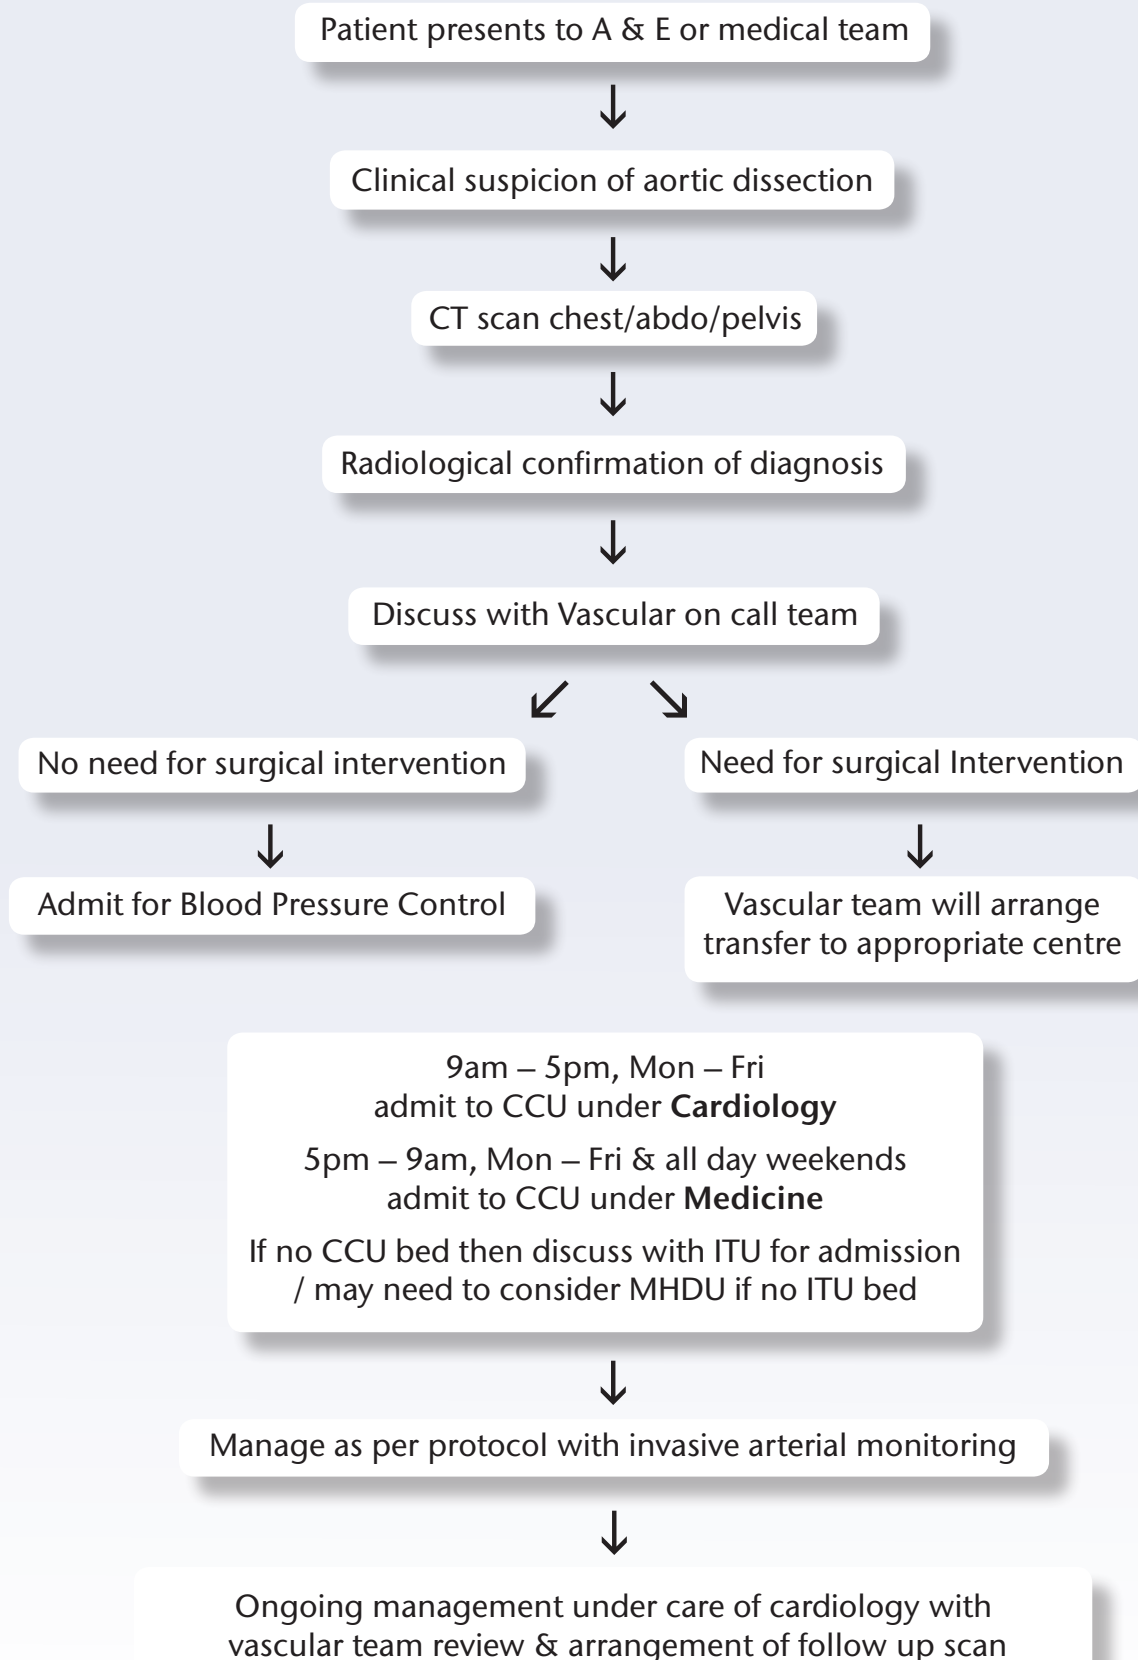 Patient presents to A & E or medical team
Clinical suspicion of aortic dissection
CT scan chest/abdo/pelvis
Radiological confirmation of diagnosis
Discuss with Vascular on call team
No need for surgical intervention
Need for surgical Intervention
Admit for Blood Pressure Control
Vascular team will arrange
transfer to appropriate centre
9am – 5pm, Mon – Fri
admit to CCU under Cardiology
5pm – 9am, Mon – Fri & all day weekends
admit to CCU under Medicine
If no CCU bed then discuss with ITU for admission
/ may need to consider MHDU if no ITU bed
Manage as per protocol with invasive arterial monitoring
Ongoing management under care of cardiology with
vascular team review & arrangement of follow up scan